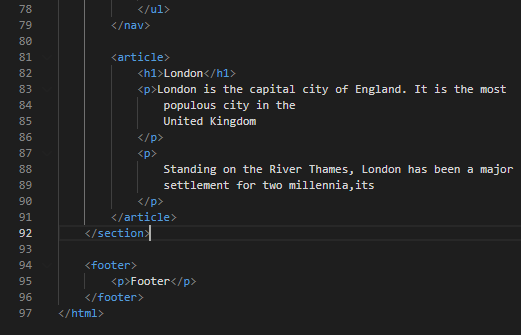 78 </ul>
79 </nav>
80
81 <article>
82 <h1>London</h1>
83 <p>London is the capital city of England. It is the most
84 populous city in the
85 United Kingdom
86 </p>
87 <p>
88 Standing on the River Thames, London has been a major
89 settlement for two millennia,its
90 </p>
91 </article>
92 </section>
93
94 <footer>
95 <p>Footer</p>
96 </footer>
97 </html>